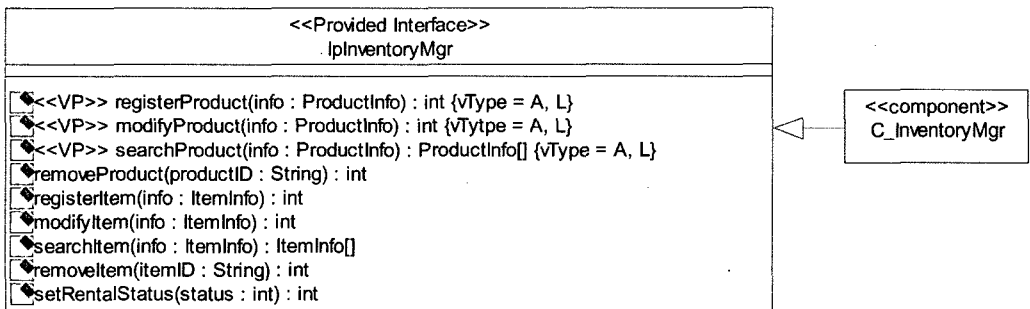 <<Provided Interface>>
IpInventoryMgr
<<VP>> registerProduct(info : ProductInfo) : int {vType = A, L}
<<VP>> modifyProduct(info : ProductInfo) : int {vTytpe = A, L}
<<VP>> searchProduct(info : ProductInfo) : ProductInfo[] {vType = A, L}
removeProduct(productID : String) : int
registerItem(info : ItemInfo) : int
modifyItem(info : ItemInfo) : int
searchItem(info : ItemInfo) : ItemInfo[]
removeItem(itemID : String) : int
setRentalStatus(status : int) : int
<<component>>
C_InventoryMgr